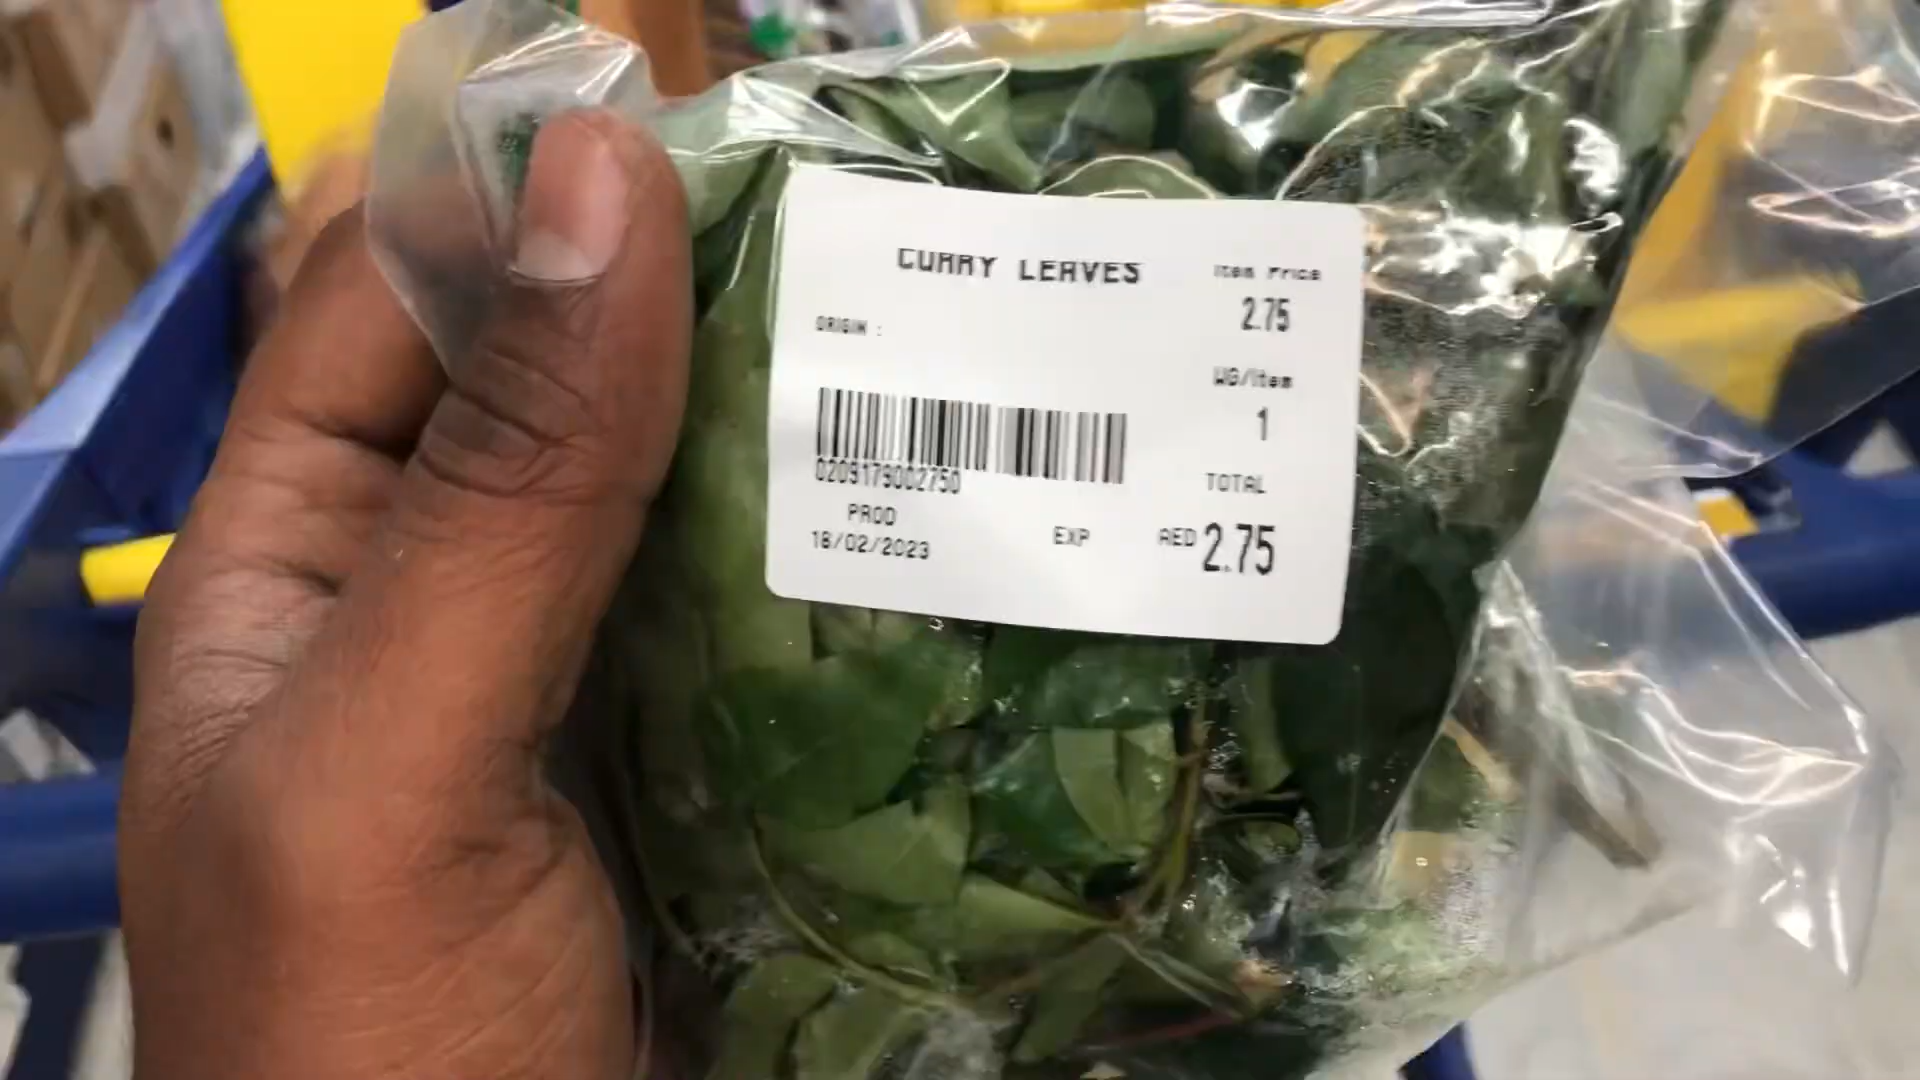 CURRY LEAVES
Item Price
2.75
ORIGIN :
WG/Item
1
0209179002750
TOTAL
PROD
18/02/2023
EXP
AED 2.75